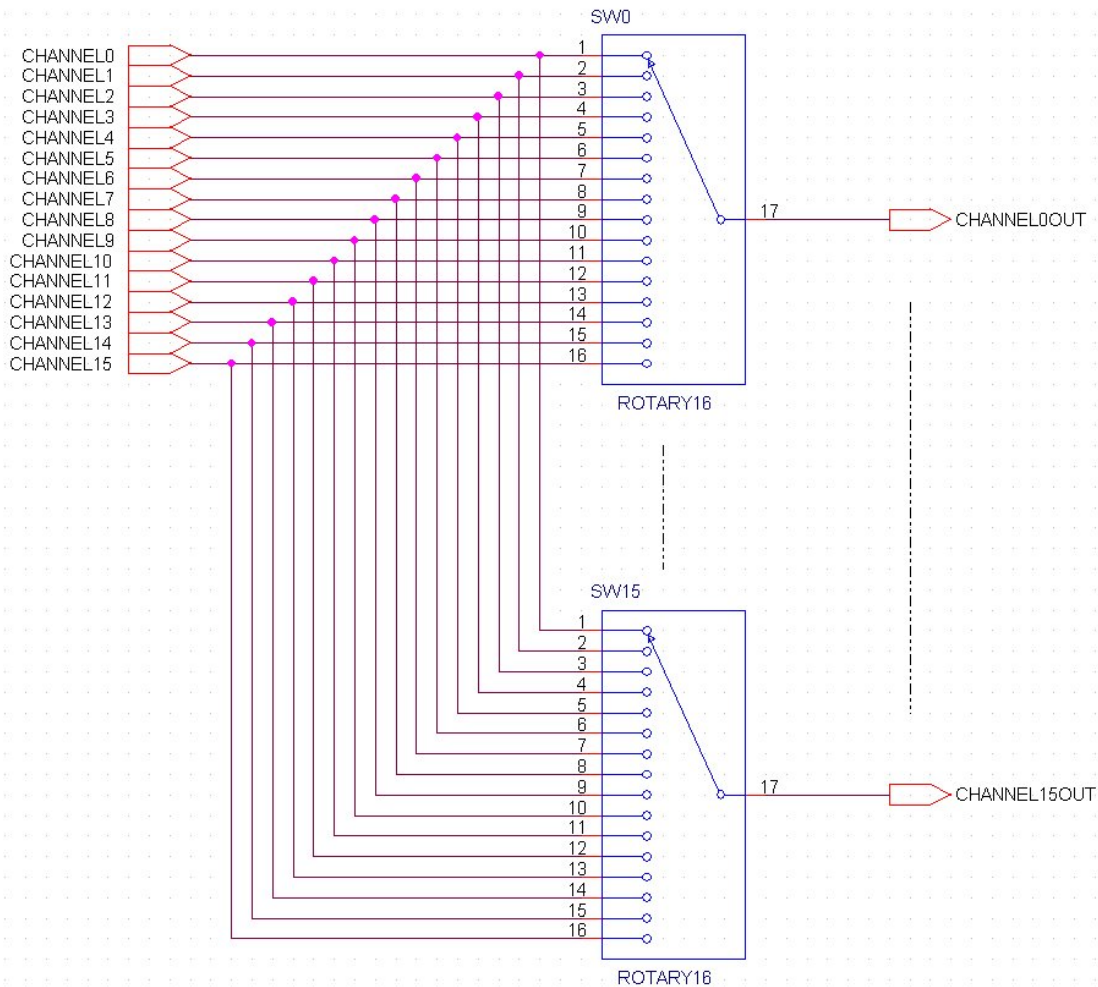 SW0
CHANNEL0 1
CHANNEL1 2
CHANNEL2 3
CHANNEL3 4
CHANNEL4 5
CHANNEL5 6
CHANNEL6 7
CHANNEL7 8
CHANNEL8 9 17 CHANNEL0OUT
CHANNEL9 10
CHANNEL10 11
CHANNEL11 12
CHANNEL12 13
CHANNEL13 14
CHANNEL14 15
CHANNEL15 16
ROTARY16
SW15
1
2
3
4
5
6
7
8
9 17 CHANNEL15OUT
10
11
12
13
14
15
16
ROTARY16